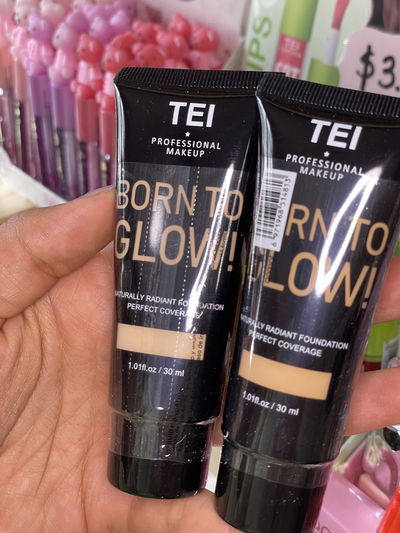 TEI
PROFESSIONAL
MAKEUP
BORN TO
GLOW!
NATURALLY RADIANT FOUNDATION
PERFECT COVERAGE
1.01fl.oz / 30 ml
TEI
PROFESSIONAL
MAKEUP
RN TO
LOW!
NATURALLY RADIANT FOUNDATION
PERFECT COVERAGE
1.01fl.oz / 30 ml
$3.